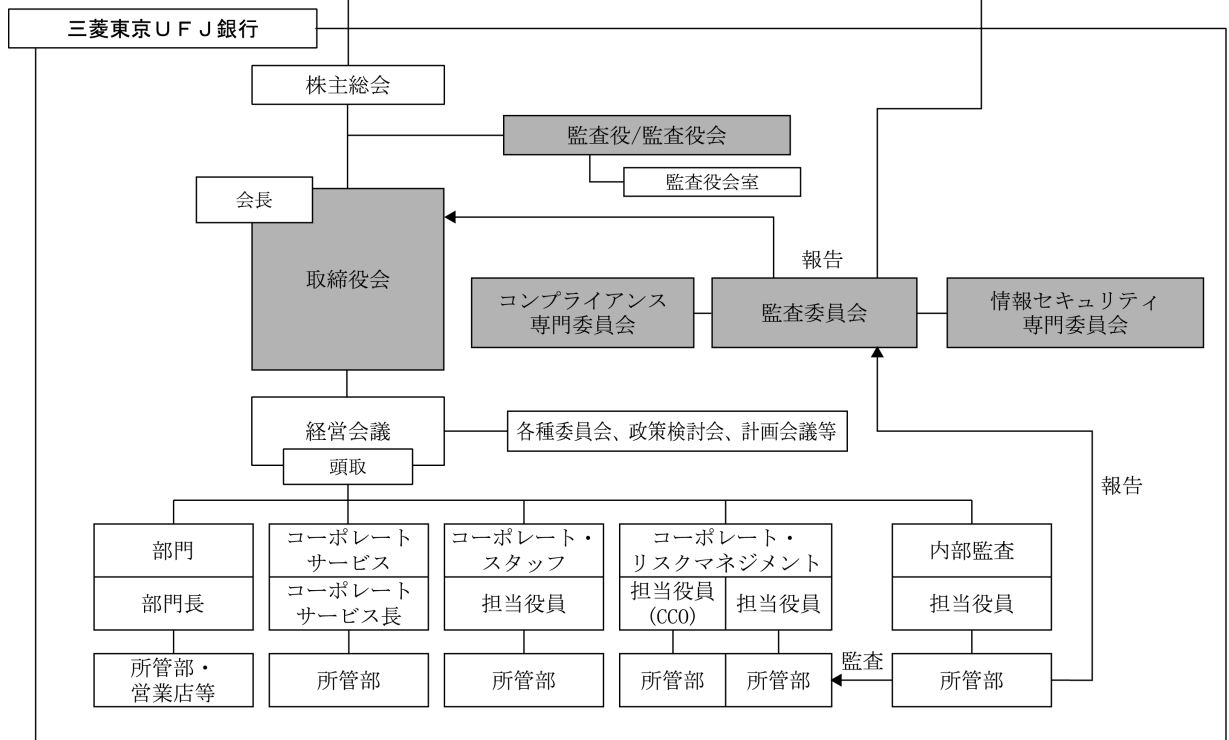 三菱東京ＵＦＪ銀行
株主総会
監査役/監査役会
監査役会室
会長
取締役会
報告
コンプライアンス
専門委員会
監査委員会
情報セキュリティ
専門委員会
経営会議
各種委員会、政策検討会、計画会議等
頭取
報告
部門
コーポレート
サービス
コーポレート・
スタッフ
コーポレート・
リスクマネジメント
内部監査
部門長
コーポレート
サービス長
担当役員
担当役員
(CCO)
担当役員
担当役員
所管部・
営業店等
所管部
所管部
所管部
所管部
監査
所管部